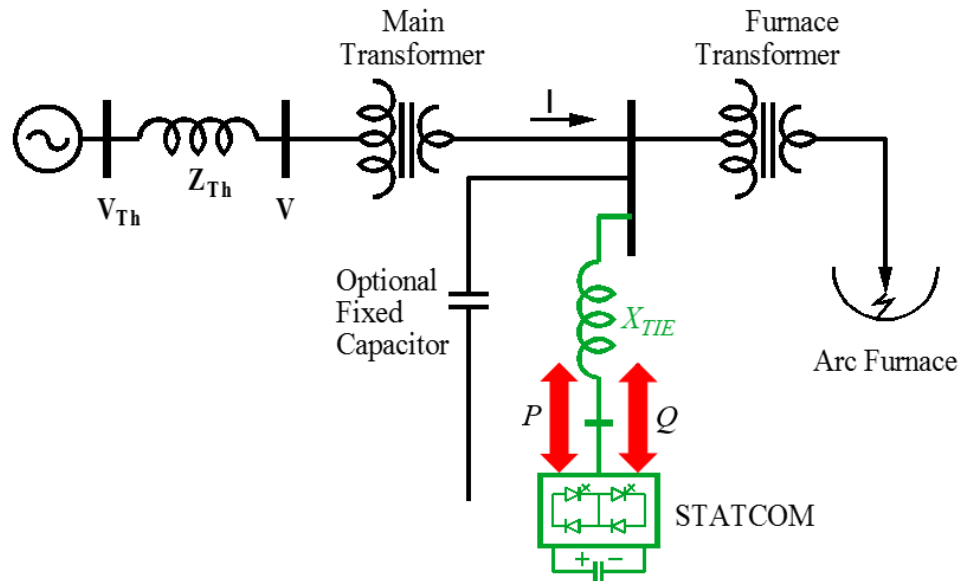 Main
Transformer
Furnace
Transformer
I
Z_Th
V_Th
V
Optional
Fixed
Capacitor
X_TIE
Arc Furnace
P
Q
STATCOM
+ −